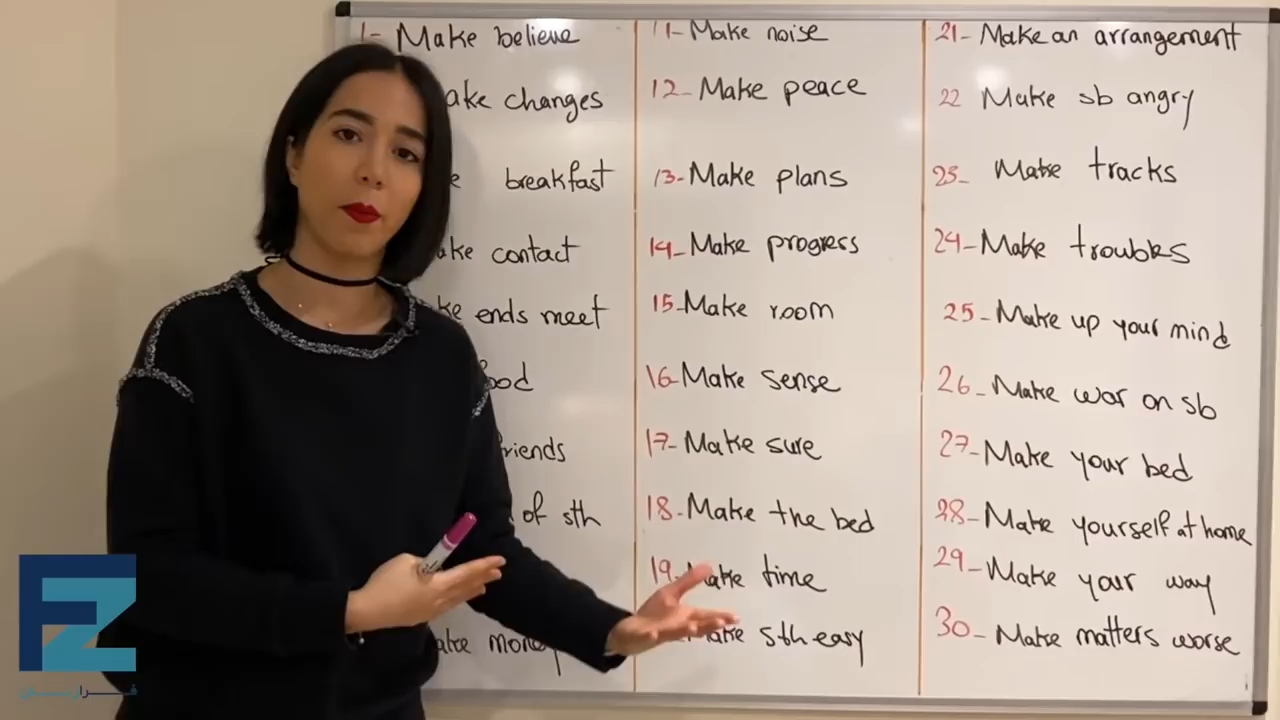 1- Make believe
ake changes
e breakfast
ake contact
ke ends meet
ood
riends
of sth
ake money
11- Make noise
12- Make peace
13- Make plans
14- Make progress
15- Make room
16- Make sense
17- Make sure
18- Make the bed
19- Make time
Make sth easy
21- Make an arrangement
22 Make sb angry
23- Make tracks
24- Make troubles
25- Make up your mind
26- Make war on sb
27- Make your bed
28- Make yourself at home
29- Make your way
30- Make matters worse
FZ